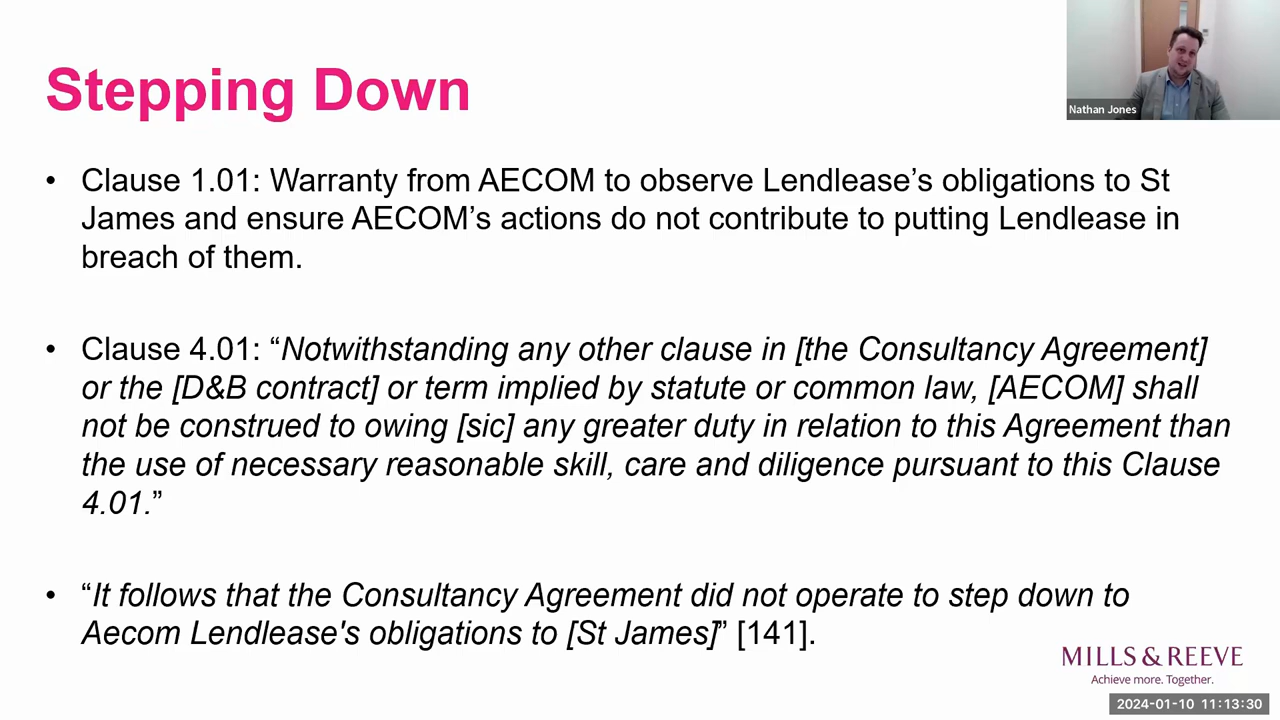 Stepping Down
Nathan Jones
• Clause 1.01: Warranty from AECOM to observe Lendlease’s obligations to St
James and ensure AECOM’s actions do not contribute to putting Lendlease in
breach of them.
• Clause 4.01: “Notwithstanding any other clause in [the Consultancy Agreement]
or the [D&B contract] or term implied by statute or common law, [AECOM] shall
not be construed to owing [sic] any greater duty in relation to this Agreement than
the use of necessary reasonable skill, care and diligence pursuant to this Clause
4.01.”
• “It follows that the Consultancy Agreement did not operate to step down to
Aecom Lendlease's obligations to [St James]” [141].
MILLS & REEVE
Achieve more. Together.
2024-01-10 11:13:30